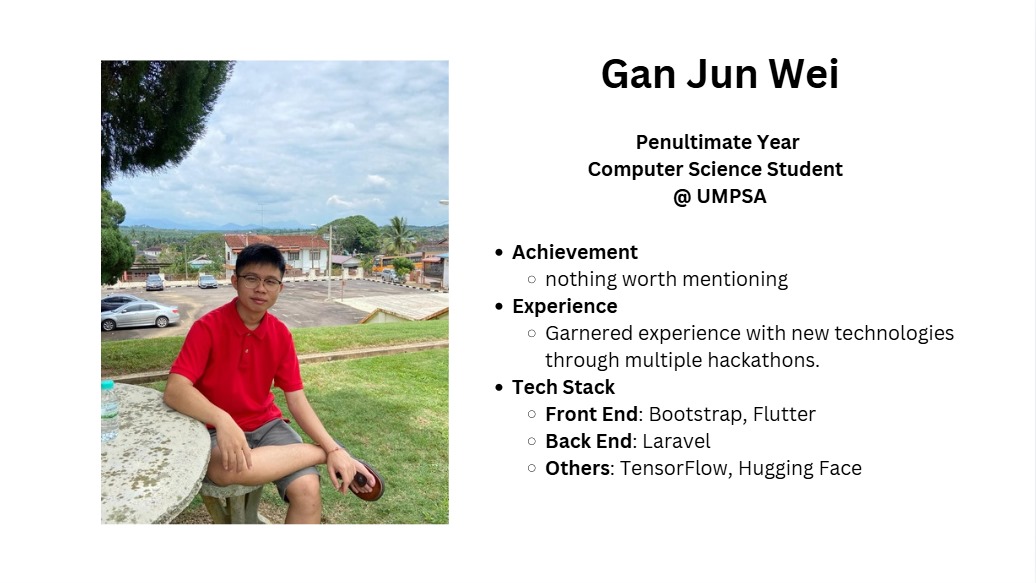 Gan Jun Wei
Penultimate Year
Computer Science Student
@ UMPSA
Achievement
nothing worth mentioning
Experience
Garnered experience with new technologies
through multiple hackathons.
Tech Stack
Front End: Bootstrap, Flutter
Back End: Laravel
Others: TensorFlow, Hugging Face